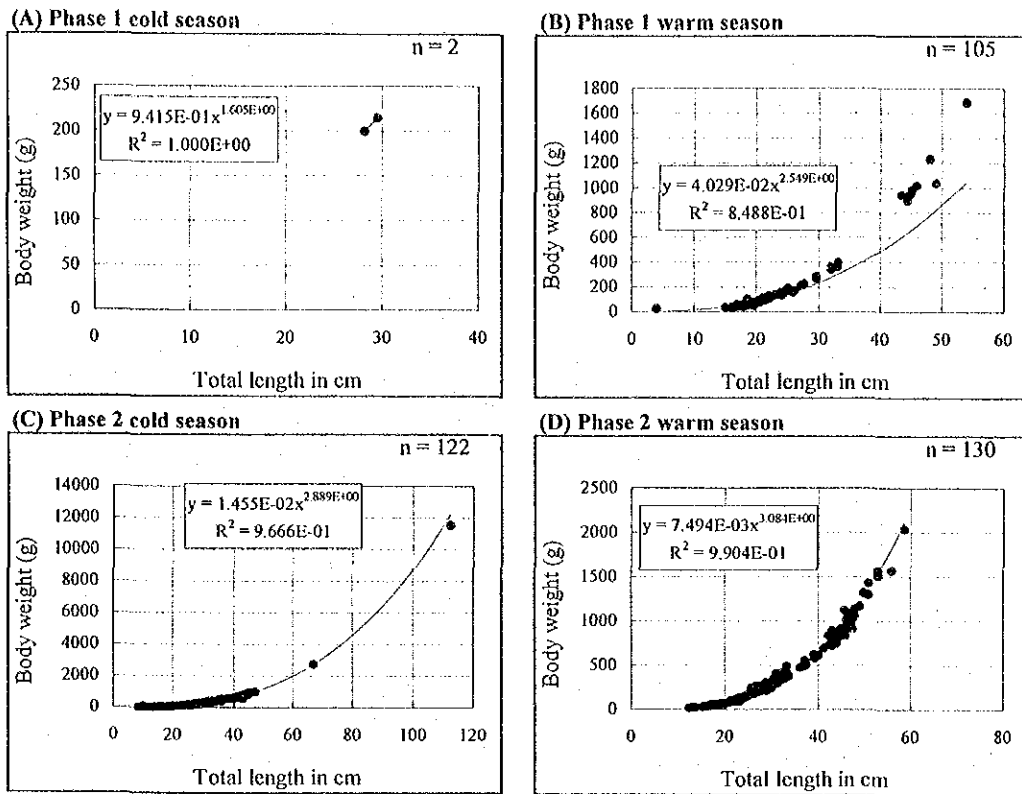 (A) Phase 1 cold season
n = 2
Body weight (g)
250
200
150
100
50
0
y = 9.415E-01x^1.605E+00
R² = 1.000E+00
0 10 20 30 40
Total length in cm
(B) Phase 1 warm season
n = 105
Body weight (g)
1800
1600
1400
1200
1000
800
600
400
200
0
y = 4.029E-02x^2.549E+00
R² = 8.488E-01
0 10 20 30 40 50 60
Total length in cm
(C) Phase 2 cold season
n = 122
Body weight (g)
14000
12000
10000
8000
6000
4000
2000
0
y = 1.455E-02x^2.889E+00
R² = 9.666E-01
0 20 40 60 80 100 120
Total length in cm
(D) Phase 2 warm season
n = 130
Body weight (g)
2500
2000
1500
1000
500
0
y = 7.494E-03x^3.084E+00
R² = 9.904E-01
0 20 40 60 80
Total length in cm